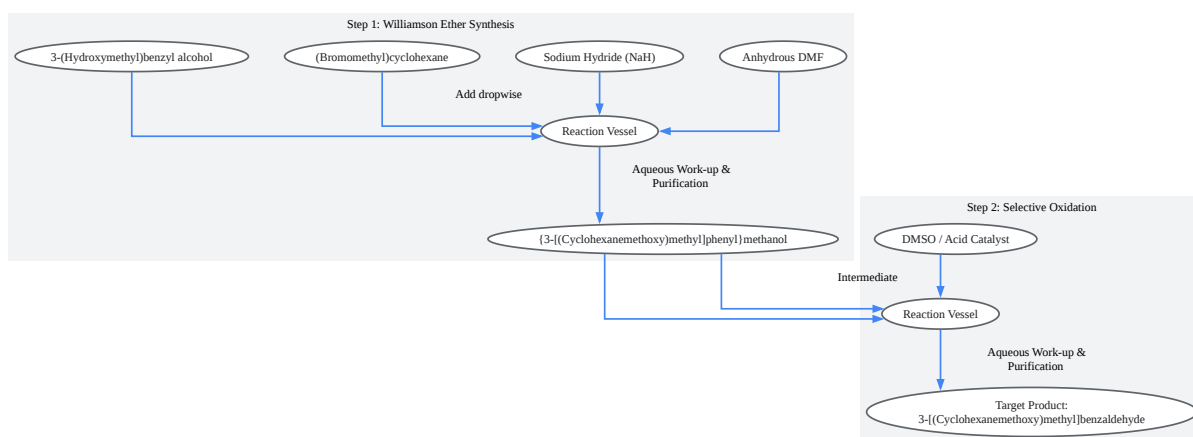 Step 1: Williamson Ether Synthesis
3-(Hydroxymethyl)benzyl alcohol
(Bromomethyl)cyclohexane
Sodium Hydride (NaH)
Anhydrous DMF
Add dropwise
Reaction Vessel
Aqueous Work-up &
Purification
{3-[(Cyclohexanemethoxy)methyl]phenyl}methanol
Step 2: Selective Oxidation
DMSO / Acid Catalyst
Intermediate
Reaction Vessel
Aqueous Work-up &
Purification
Target Product:
3-[(Cyclohexanemethoxy)methyl]benzaldehyde